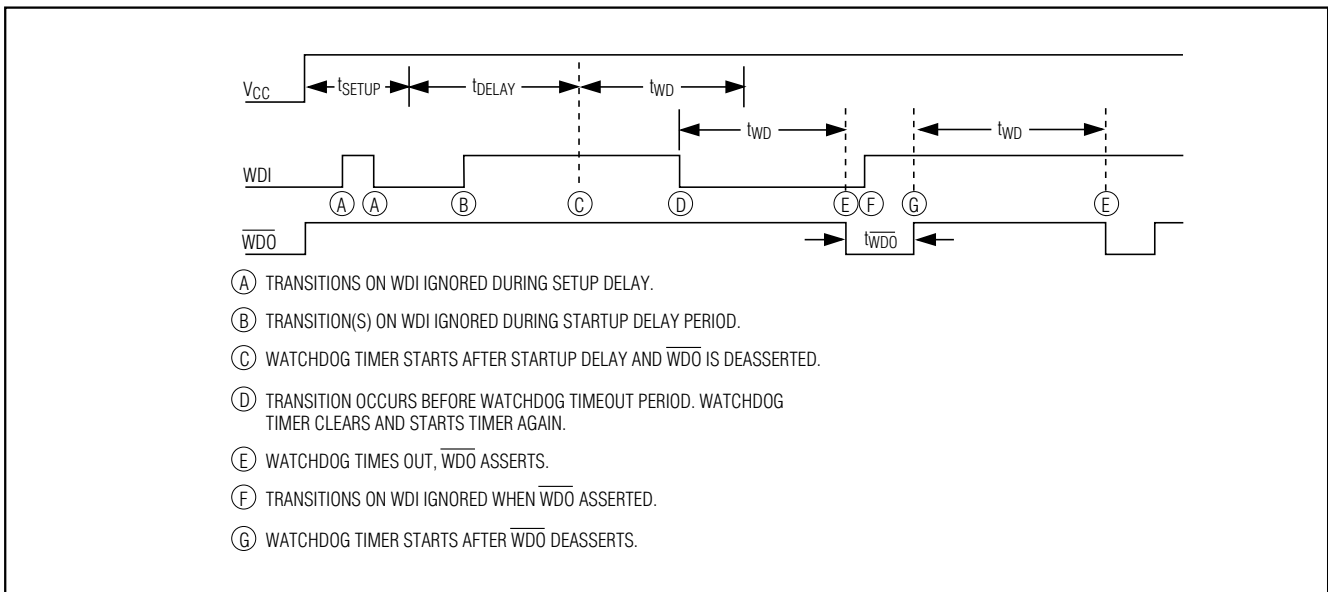 VCC
tSETUP tDELAY tWD
tWD tWD
WDI
A A B C D E F G E
WDO tWDO
A TRANSITIONS ON WDI IGNORED DURING SETUP DELAY.
B TRANSITION(S) ON WDI IGNORED DURING STARTUP DELAY PERIOD.
C WATCHDOG TIMER STARTS AFTER STARTUP DELAY AND WDO IS DEASSERTED.
D TRANSITION OCCURS BEFORE WATCHDOG TIMEOUT PERIOD. WATCHDOG
TIMER CLEARS AND STARTS TIMER AGAIN.
E WATCHDOG TIMES OUT, WDO ASSERTS.
F TRANSITIONS ON WDI IGNORED WHEN WDO ASSERTED.
G WATCHDOG TIMER STARTS AFTER WDO DEASSERTS.